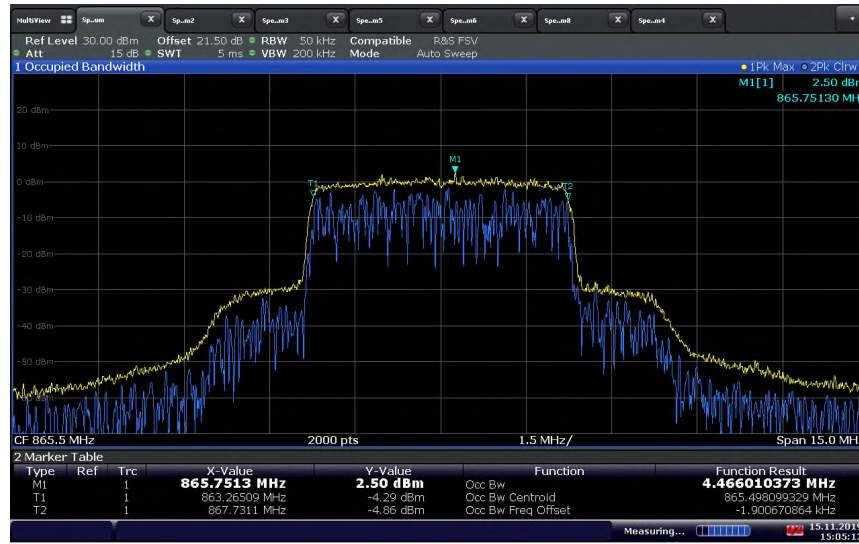 MultiView Sp..um X Sp..m2 X Spe..m3 X Spe..m5 X Spe..m6 X Spe..m8 X Spe..m4 X
Ref Level 30.00 dBm Offset 21.50 dB RBW 50 kHz Compatible R&S FSV
Att 15 dB SWT 5 ms VBW 200 kHz Mode Auto Sweep
1 Occupied Bandwidth 1Pk Max 2Pk Clrw
M1[1] 2.50 dBm
865.75130 MH
20 dBm
10 dBm
M1
0 dBm T1 T2
-10 dBm
-20 dBm
-30 dBm
-40 dBm
-50 dBm
CF 865.5 MHz 2000 pts 1.5 MHz/ Span 15.0 MH
2 Marker Table
Type Ref Trc X-Value Y-Value Function Function Result
M1 1 865.7513 MHz 2.50 dBm Occ Bw 4.466010373 MHz
T1 1 863.26509 MHz -4.29 dBm Occ Bw Centroid 865.498099329 MHz
T2 1 867.7311 MHz -4.86 dBm Occ Bw Freq Offset -1.900670864 kHz
Measuring... 15.11.2019
15:05:12